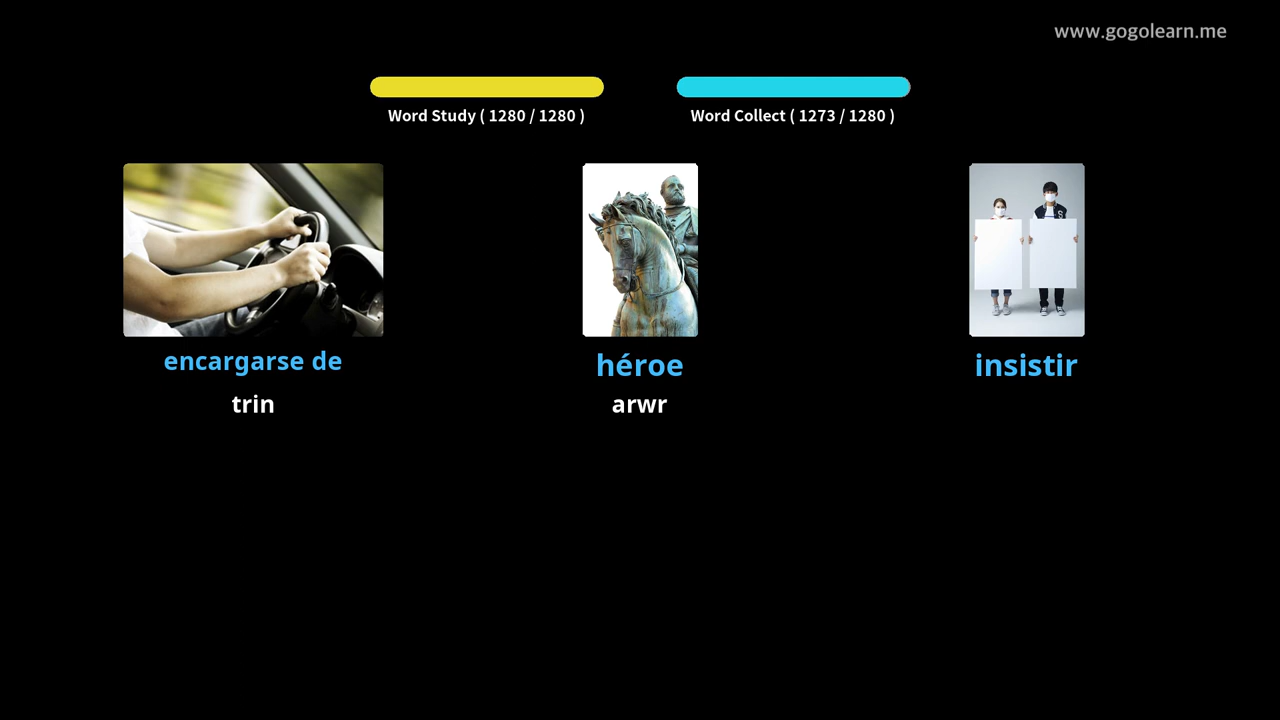 www.gogolearn.me
Word Study ( 1280 / 1280 )
Word Collect ( 1273 / 1280 )
encargarse de
trin
héroe
arwr
insistir